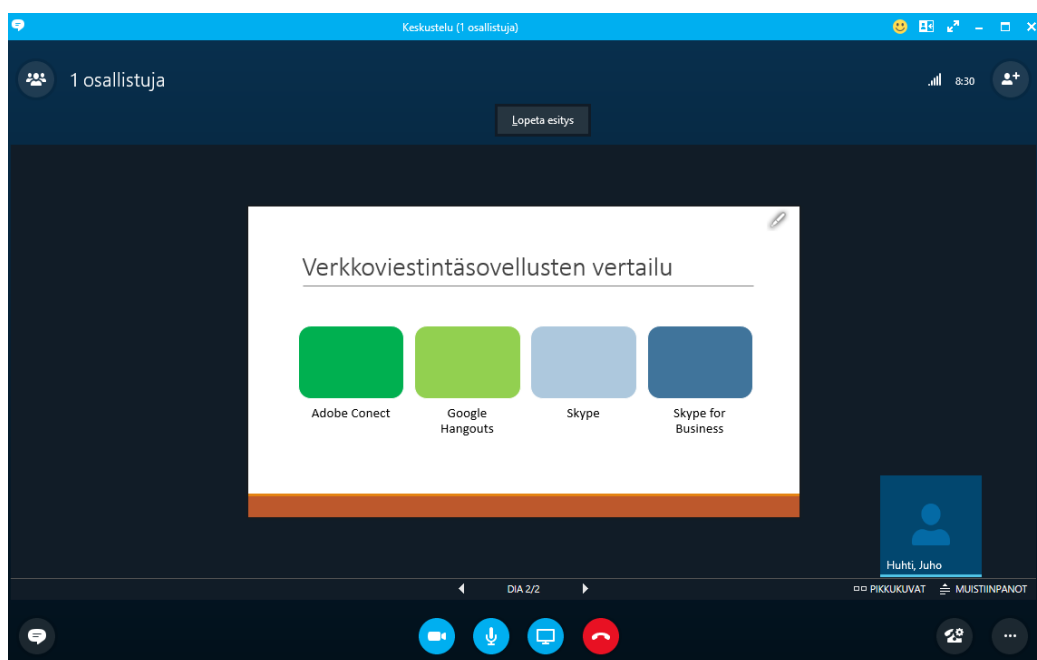 Keskustelu (1 osallistuja)
1 osallistuja
8:30
Lopeta esitys
Verkkoviestintäsovellusten vertailu
Adobe Conect
Google
Hangouts
Skype
Skype for
Business
Huhti, Juho
DIA 2/2
PIKKUKUVAT
MUISTIINPANOT